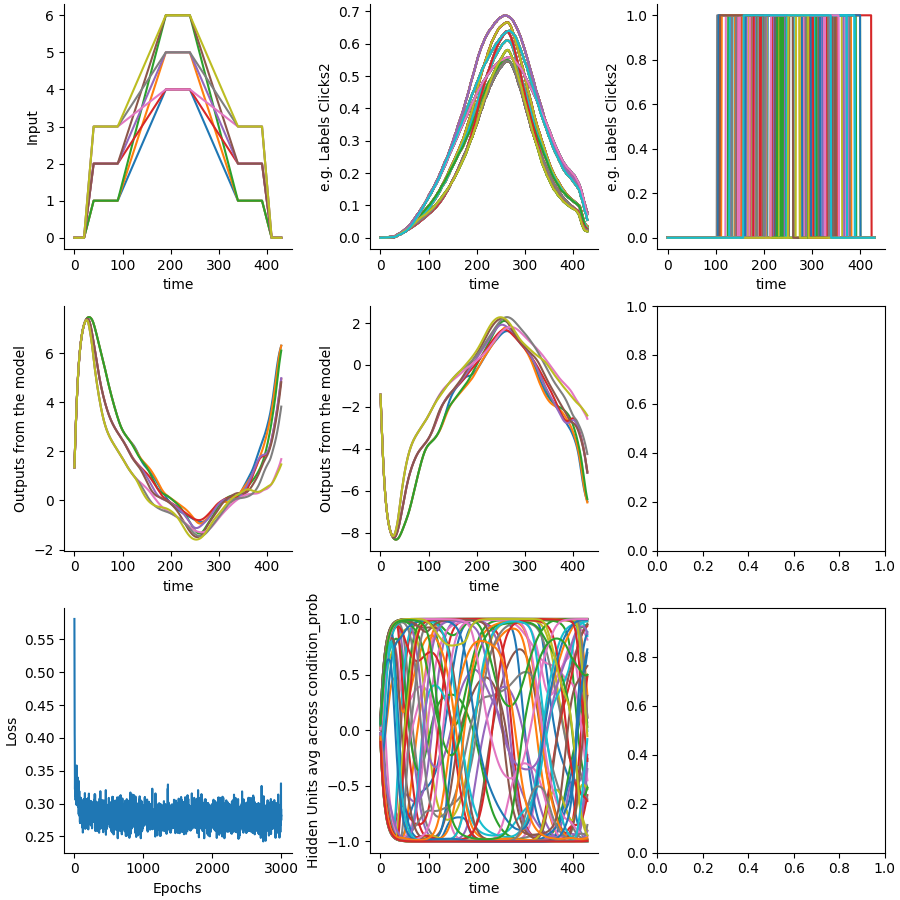 6
5
4
3
2
1
0
Input
0 100 200 300 400
time
0.7
0.6
0.5
0.4
0.3
0.2
0.1
0.0
e.g. Labels Clicks2
0 100 200 300 400
time
1.0
0.8
0.6
0.4
0.2
0.0
e.g. Labels Clicks2
0 100 200 300 400
time
6
4
2
0
−2
Outputs from the model
0 100 200 300 400
time
2
0
−2
−4
−6
−8
Outputs from the model
0 100 200 300 400
time
1.0
0.8
0.6
0.4
0.2
0.0
0.0 0.2 0.4 0.6 0.8 1.0
0.55
0.50
0.45
0.40
0.35
0.30
0.25
Loss
0 1000 2000 3000
Epochs
1.0
0.5
0.0
−0.5
−1.0
Hidden Units avg across condition_prob
0 100 200 300 400
time
1.0
0.8
0.6
0.4
0.2
0.0
0.0 0.2 0.4 0.6 0.8 1.0